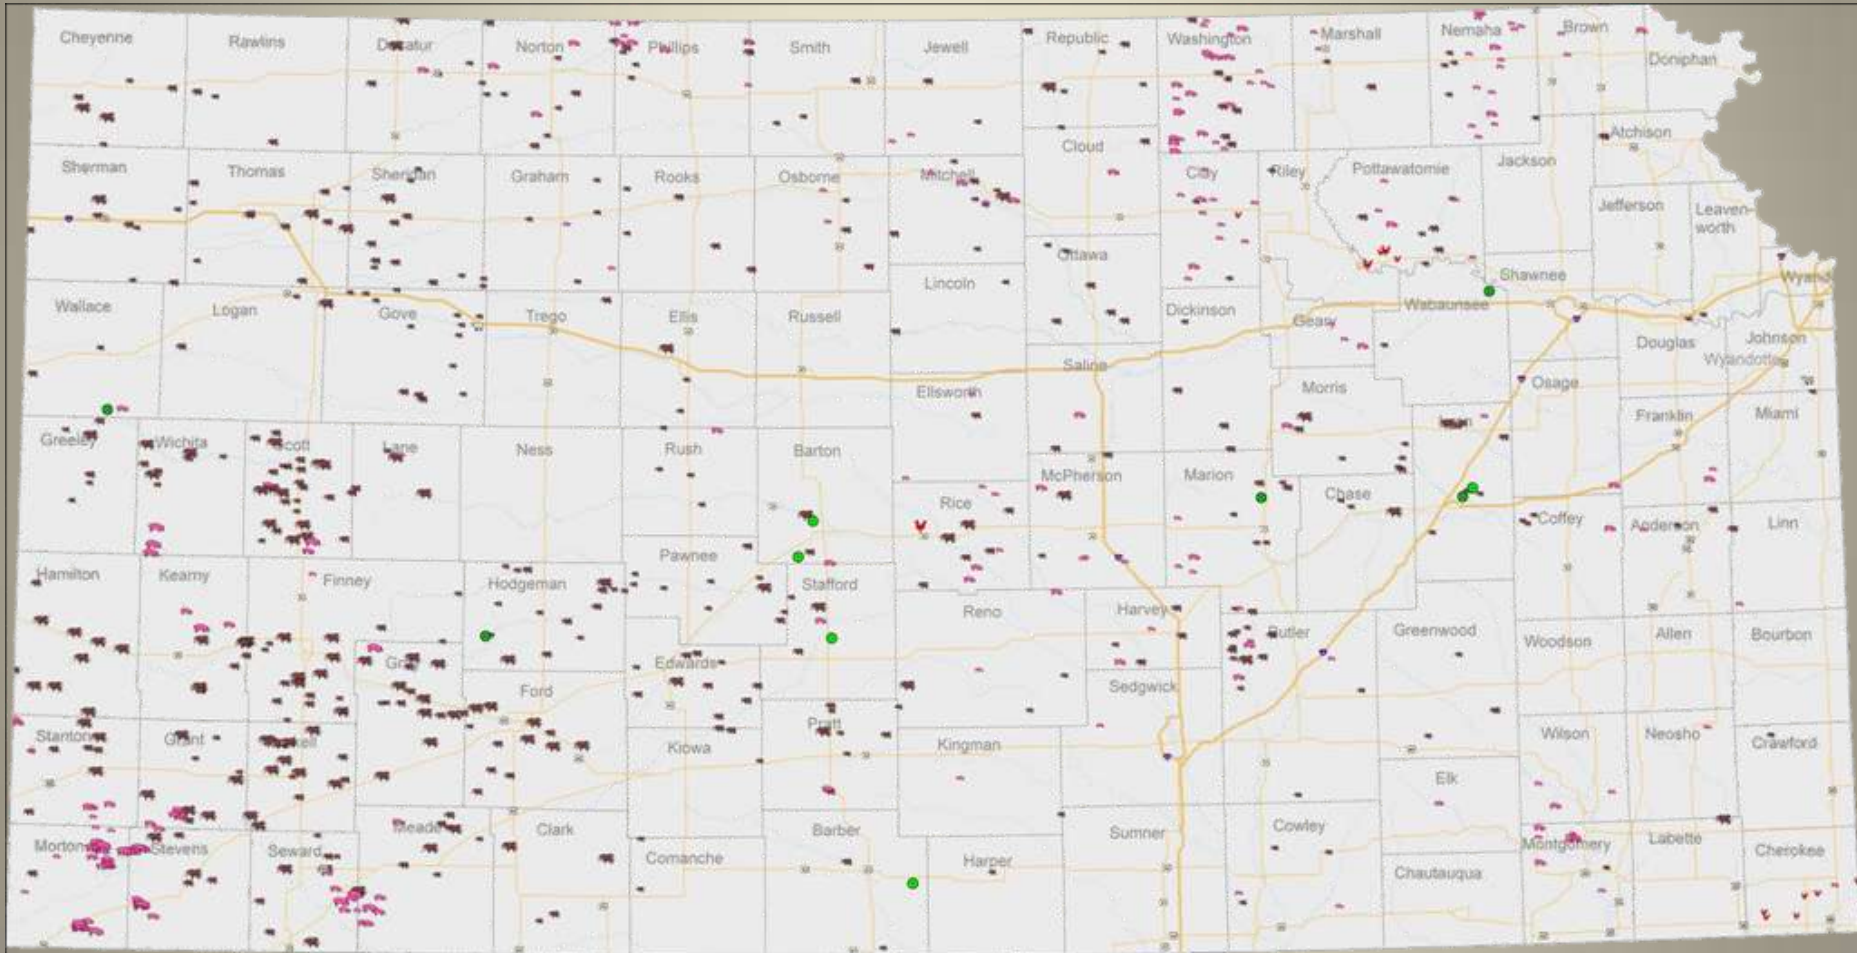 Cheyenne
Rawlins
Decatur
Norton
Phillips
Smith
Jewell
Republic
Washington
Marshall
Nemaha
Brown
Doniphan
Atchison
Cloud
Sherman
Thomas
Sheridan
Graham
Rooks
Osborne
Mitchell
Clay
Riley
Pottawatomie
Jackson
Jefferson
Leaven-
worth
Ottawa
Lincoln
Shawnee
Wyand
Wallace
Logan
Gove
Trego
Ellis
Russell
Dickinson
Geary
Wabaunsee
Douglas
Johnson
Wyandotte
Saline
Ellsworth
Morris
Osage
Franklin
Miami
Greeley
Wichita
Scott
Lane
Ness
Rush
Barton
Rice
McPherson
Marion
Chase
Lyon
Coffey
Anderson
Linn
Pawnee
Hamilton
Kearny
Finney
Hodgeman
Stafford
Reno
Harvey
Butler
Greenwood
Woodson
Allen
Bourbon
Gray
Edwards
Ford
Sedgwick
Stanton
Grant
Haskell
Kiowa
Pratt
Kingman
Wilson
Neosho
Crawford
Elk
Meade
Clark
Barber
Sumner
Cowley
Morton
Stevens
Seward
Comanche
Harper
Montgomery
Labette
Cherokee
Chautauqua